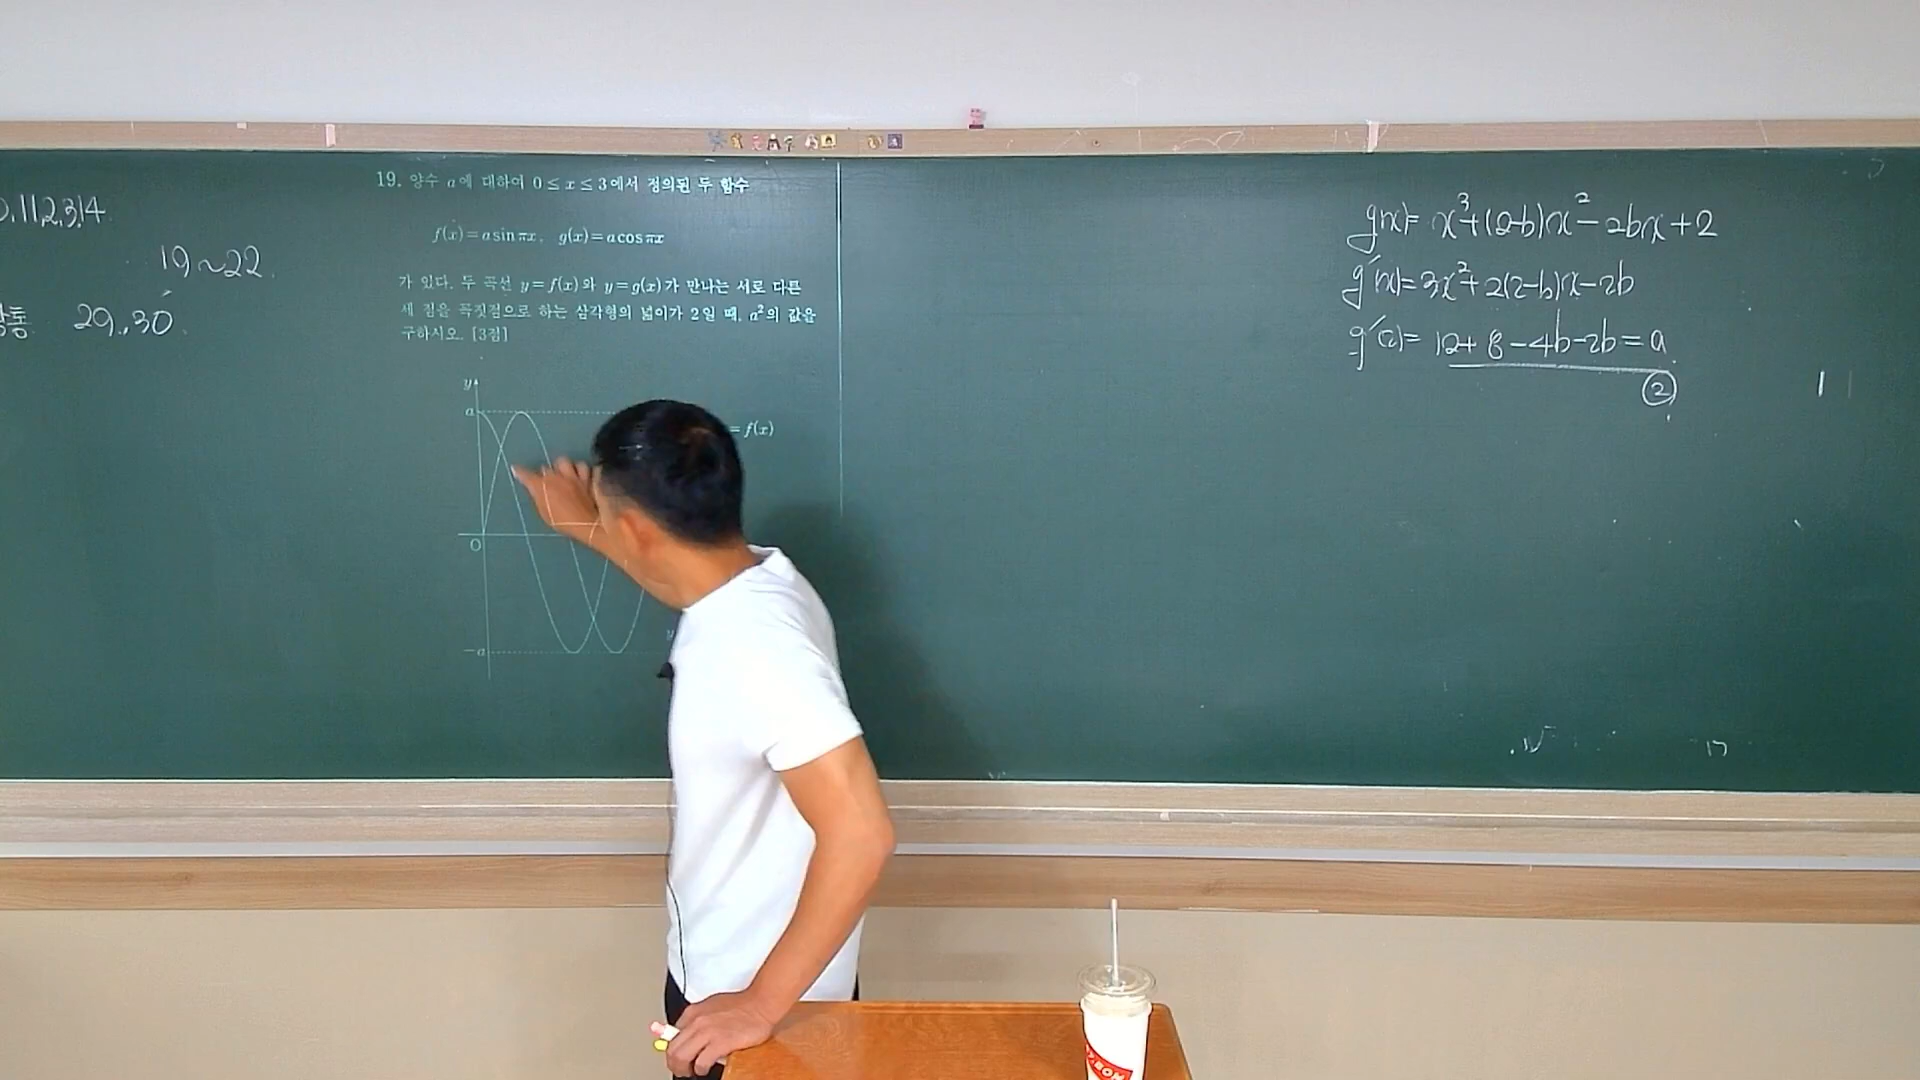 0,11,2,3,14
19~22
통 29, 30
19. 양수 a에 대하여 0≤x≤3에서 정의된 두 함수
f(x)=a sin πx, g(x)=a cos πx
가 있다. 두 곡선 y=f(x)와 y=g(x)가 만나는 서로 다른
세 점을 꼭짓점으로 하는 삼각형의 넓이가 2일 때, a²의 값을
구하시오. [3점]
y
a
=f(x)
O
-a
g(x)= x³+(2-b)x²-2bx+2
g'(x)=3x²+2(2-b)x-2b
g'(2)= 12+8-4b-2b=a
②